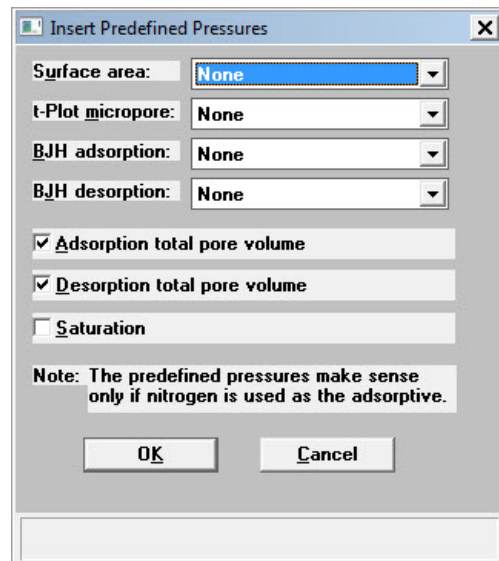 Insert Predefined Pressures
Surface area: None
t-Plot micropore: None
BJH adsorption: None
BJH desorption: None
Adsorption total pore volume
Desorption total pore volume
Saturation
Note: The predefined pressures make sense
only if nitrogen is used as the adsorptive.
OK Cancel